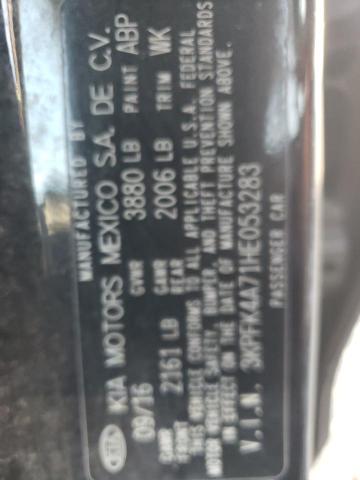 MANUFACTURED BY
KIA KIA MOTORS MEXICO S.A. DE C.V.
09/16 GVWR 3880 LB PAINT ABP
GAWR FRONT 2161 LB GAWR REAR 2006 LB TRIM WK
THIS VEHICLE CONFORMS TO ALL APPLICABLE U.S.A. FEDERAL
MOTOR VEHICLE SAFETY, BUMPER, AND THEFT PREVENTION STANDARDS
IN EFFECT ON THE DATE OF MANUFACTURE SHOWN ABOVE.
V.I.N. 3KPFK4A71HE053283
PASSENGER CAR